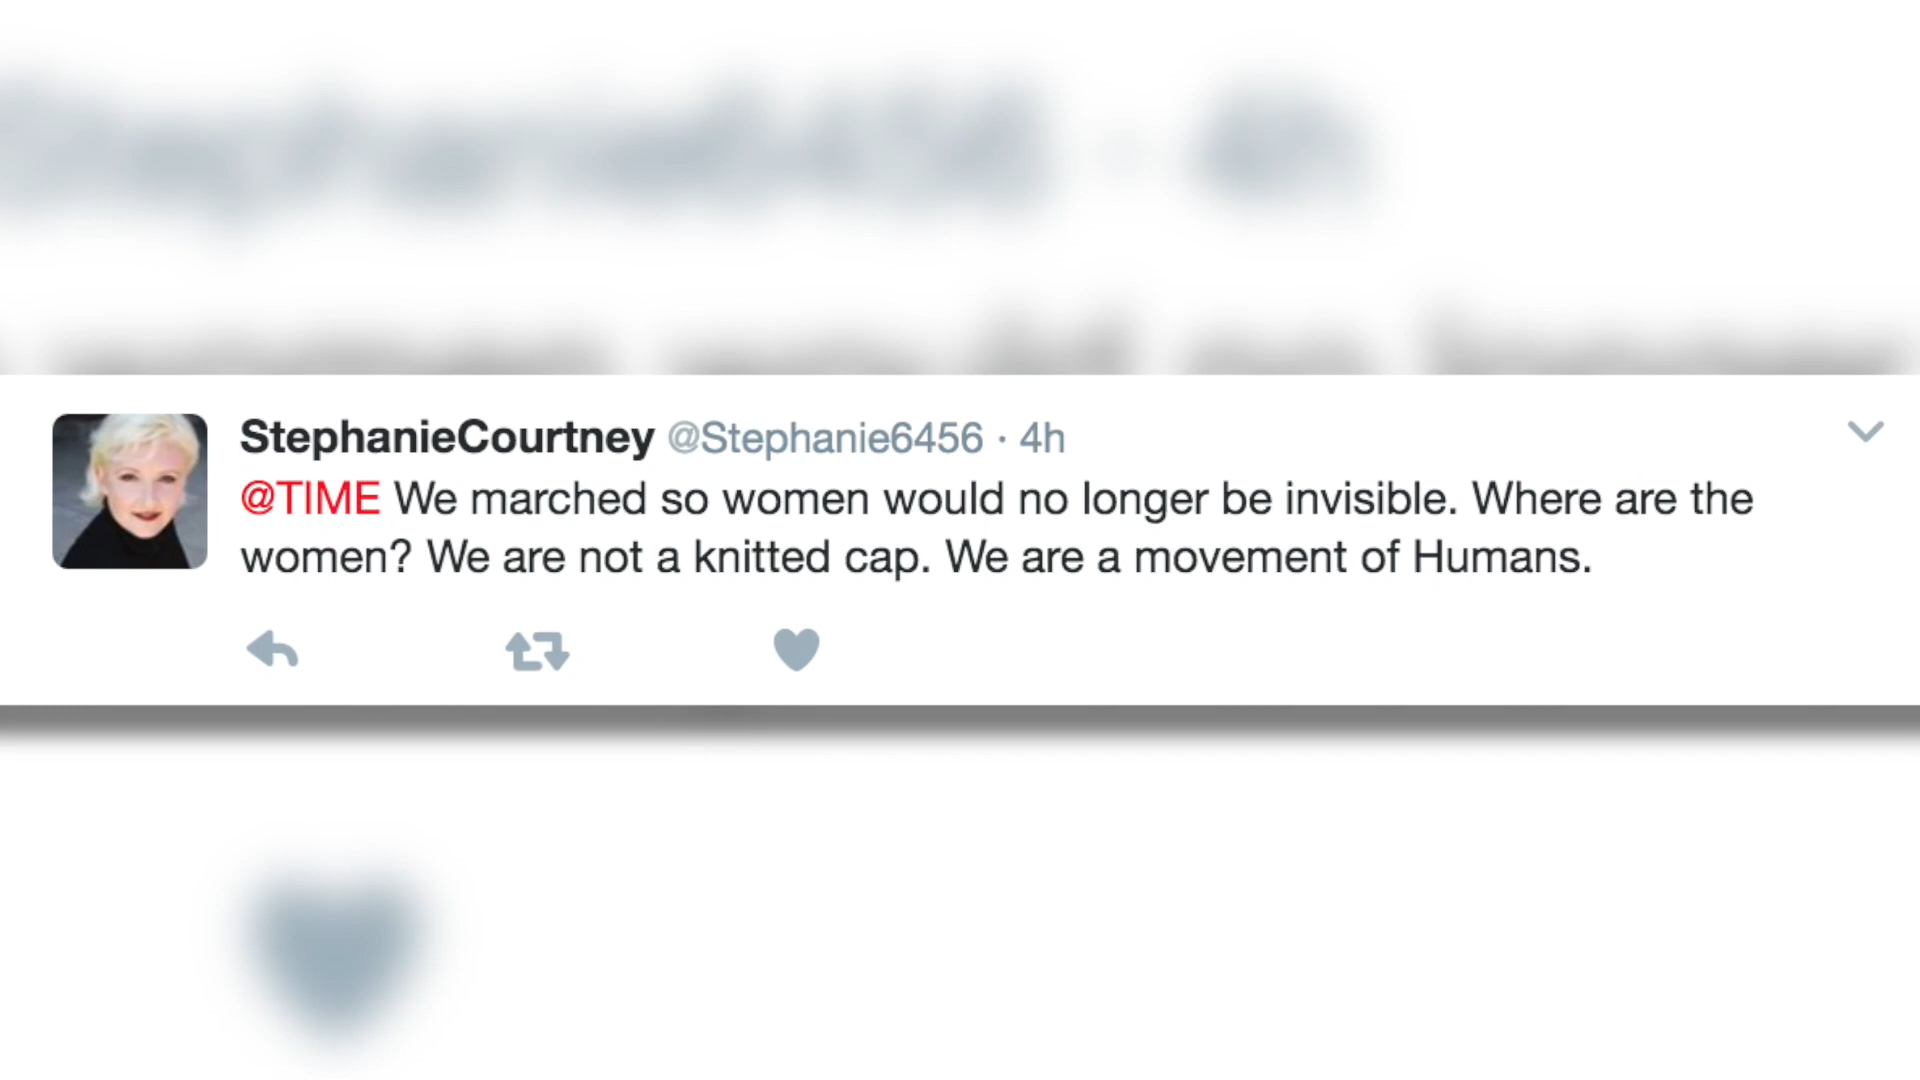 StephanieCourtney @Stephanie6456 · 4h
@TIME We marched so women would no longer be invisible. Where are the
women? We are not a knitted cap. We are a movement of Humans.